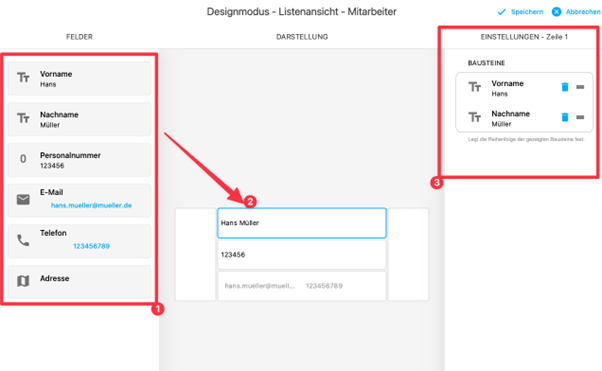 Designmodus - Listenansicht - Mitarbeiter
Speichern
Abbrechen
FELDER
DARSTELLUNG
EINSTELLUNGEN - Zeile 1
Vorname
Hans
Nachname
Müller
0
Personalnummer
123456
E-Mail
hans.mueller@mueller.de
Telefon
123456789
Adresse
1
2
Hans Müller
123456
hans.mueller@muell... 123456789
BAUSTEINE
Vorname
Hans
Nachname
Müller
Legt die Reihenfolge der gezeigten Bausteine fest.
3